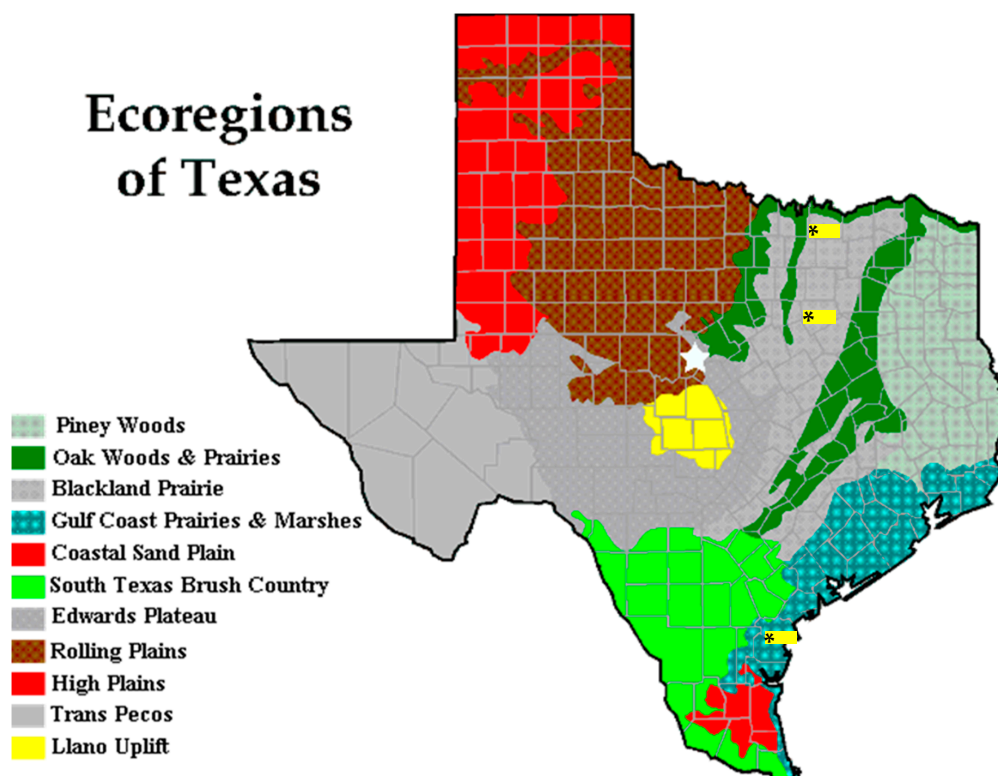 Ecoregions
of Texas
Piney Woods
Oak Woods & Prairies
Blackland Prairie
Gulf Coast Prairies & Marshes
Coastal Sand Plain
South Texas Brush Country
Edwards Plateau
Rolling Plains
High Plains
Trans Pecos
Llano Uplift
*
*
*